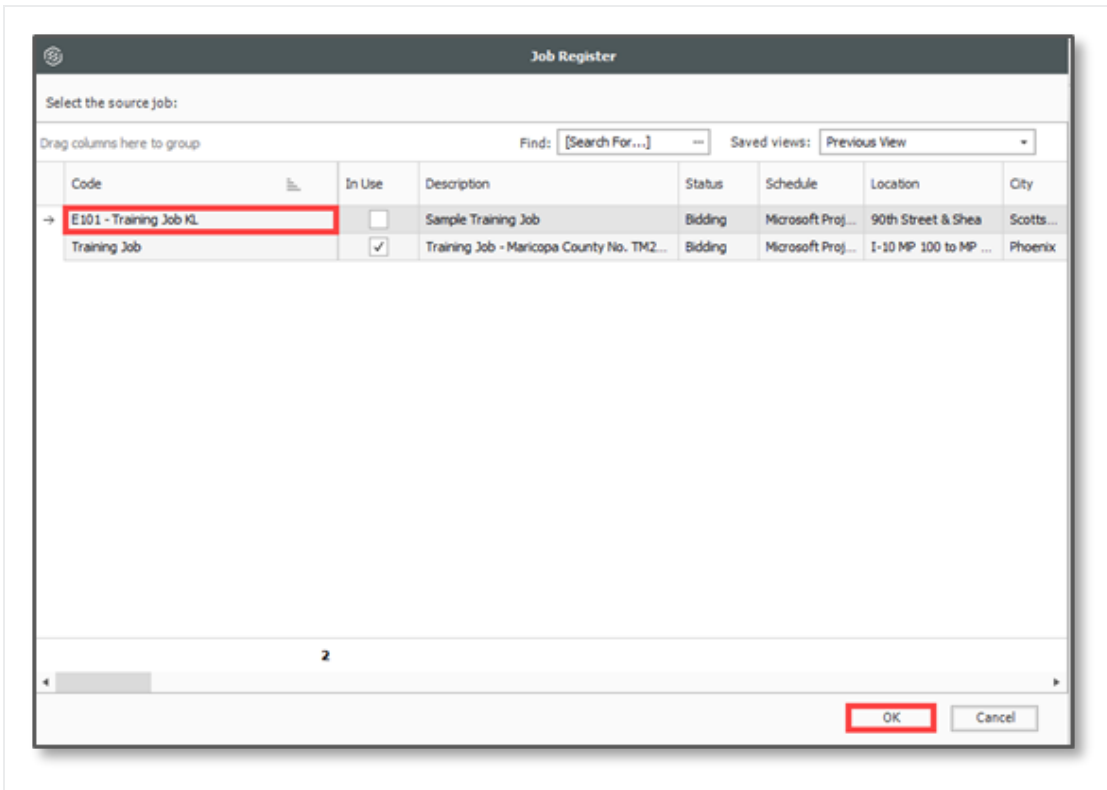 Job Register
Select the source job:
Drag columns here to group Find: [Search For...] ... Saved views: Previous View
Code In Use Description Status Schedule Location City
E101 - Training Job KL Sample Training Job Bidding Microsoft Proj... 90th Street & Shea Scotts...
Training Job Training Job - Maricopa County No. TM2... Bidding Microsoft Proj... I-10 MP 100 to MP ... Phoenix
2
OK Cancel